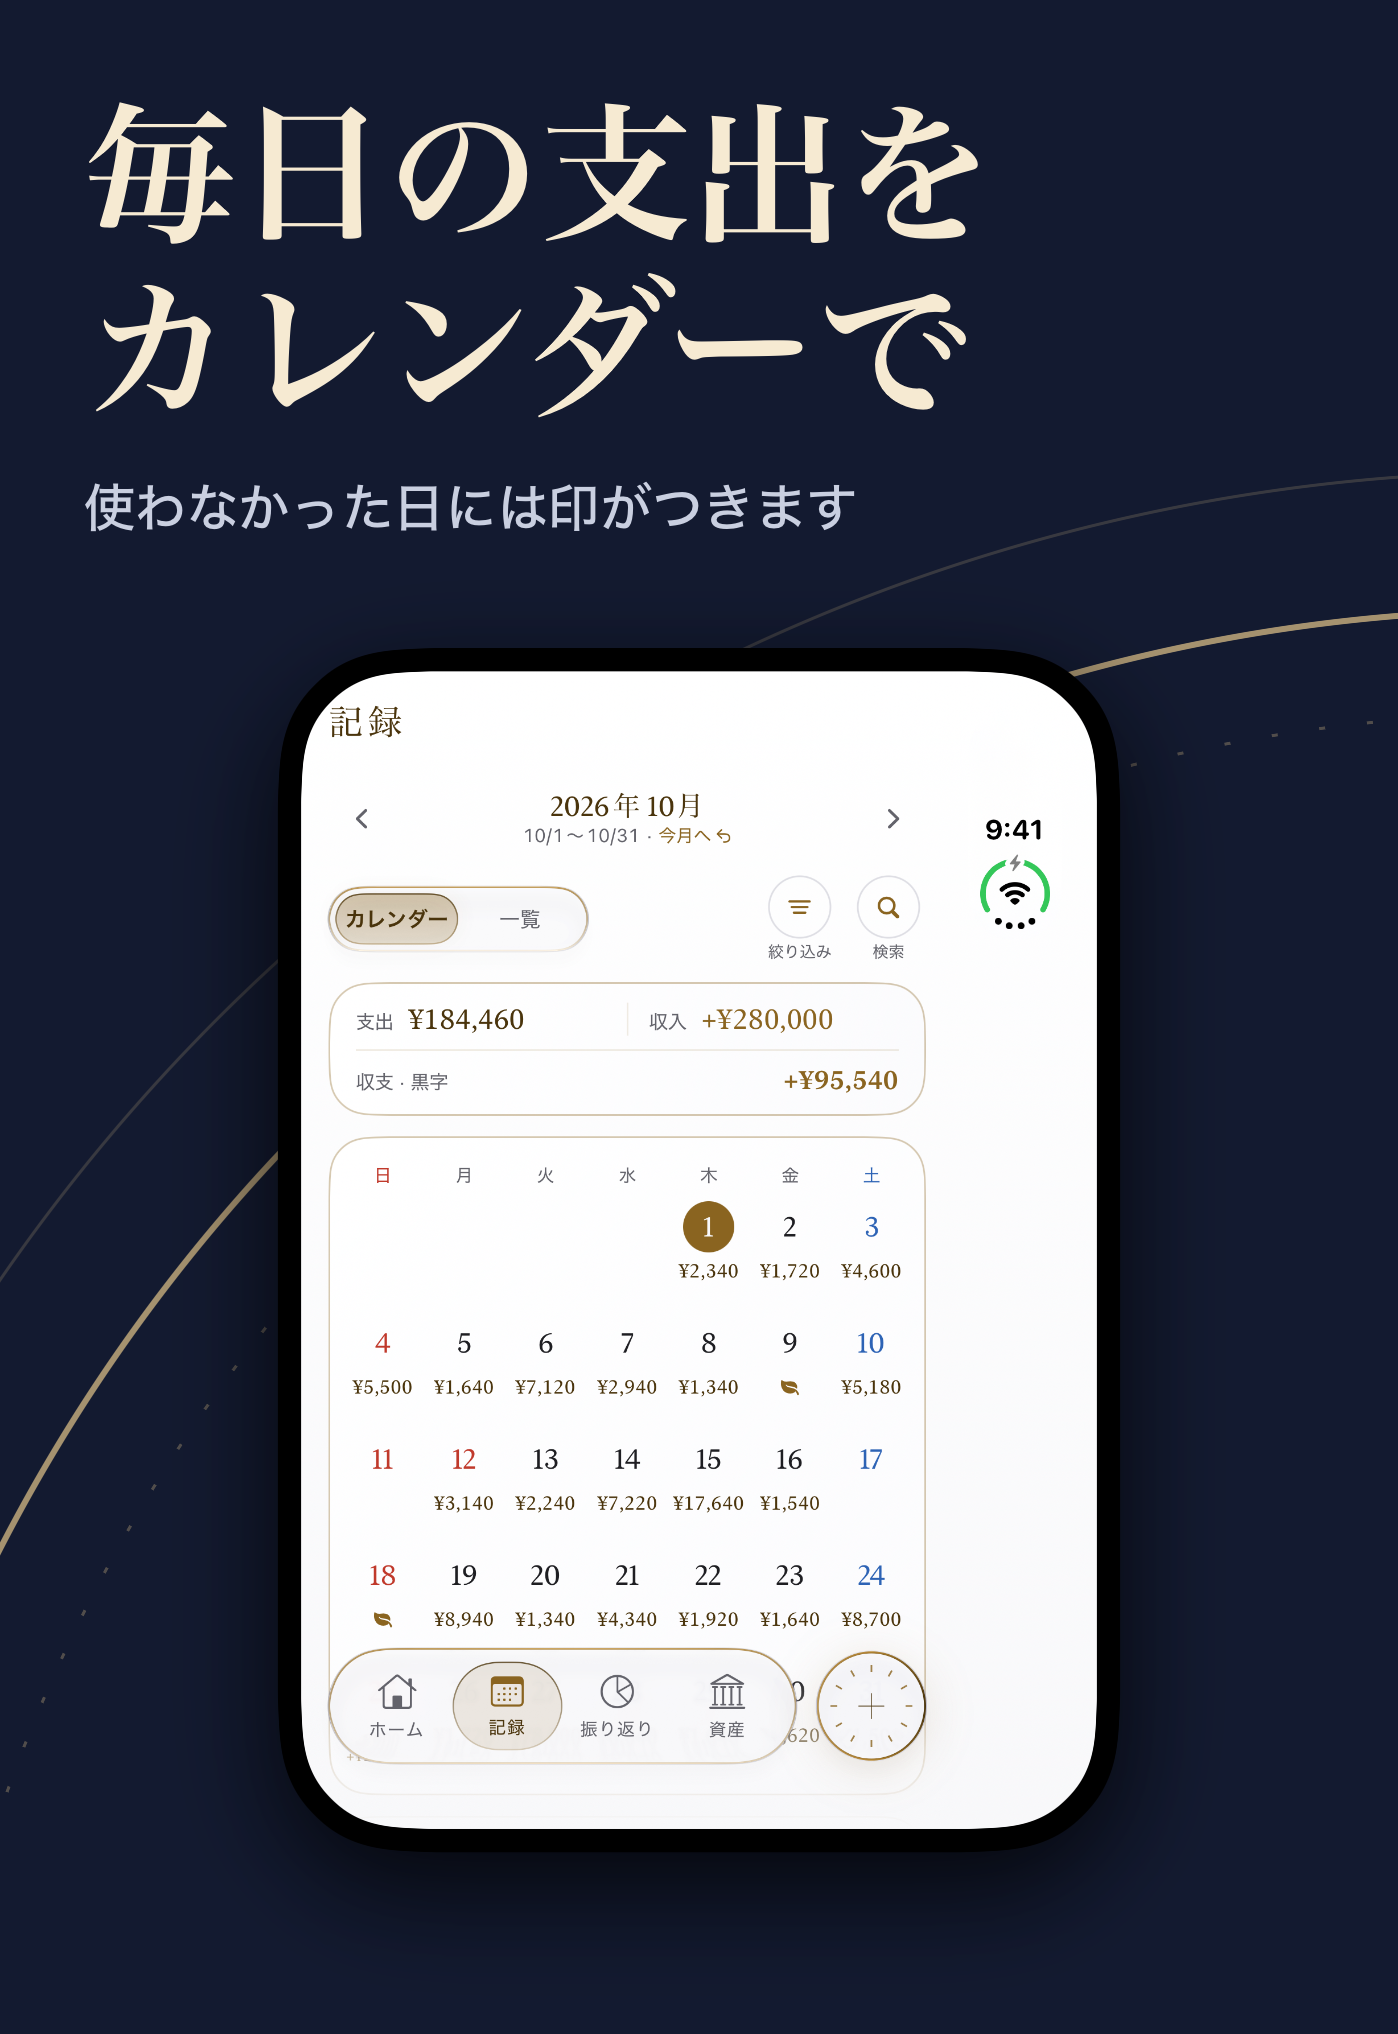 毎日の支出を
カレンダーで
使わなかった日には印がつきます
記録
2026年 10月
10/1〜10/31 · 今月へ
9:41
カレンダー 一覧
絞り込み 検索
支出 ¥184,460 収入 +¥280,000
収支 · 黒字 +¥95,540
日 月 火 水 木 金 土
1 2 3
¥2,340 ¥1,720 ¥4,600
4 5 6 7 8 9 10
¥5,500 ¥1,640 ¥7,120 ¥2,940 ¥1,340 ¥5,180
11 12 13 14 15 16 17
¥3,140 ¥2,240 ¥7,220 ¥17,640 ¥1,540
18 19 20 21 22 23 24
¥8,940 ¥1,340 ¥4,340 ¥1,920 ¥1,640 ¥8,700
ホーム 記録 振り返り 資産